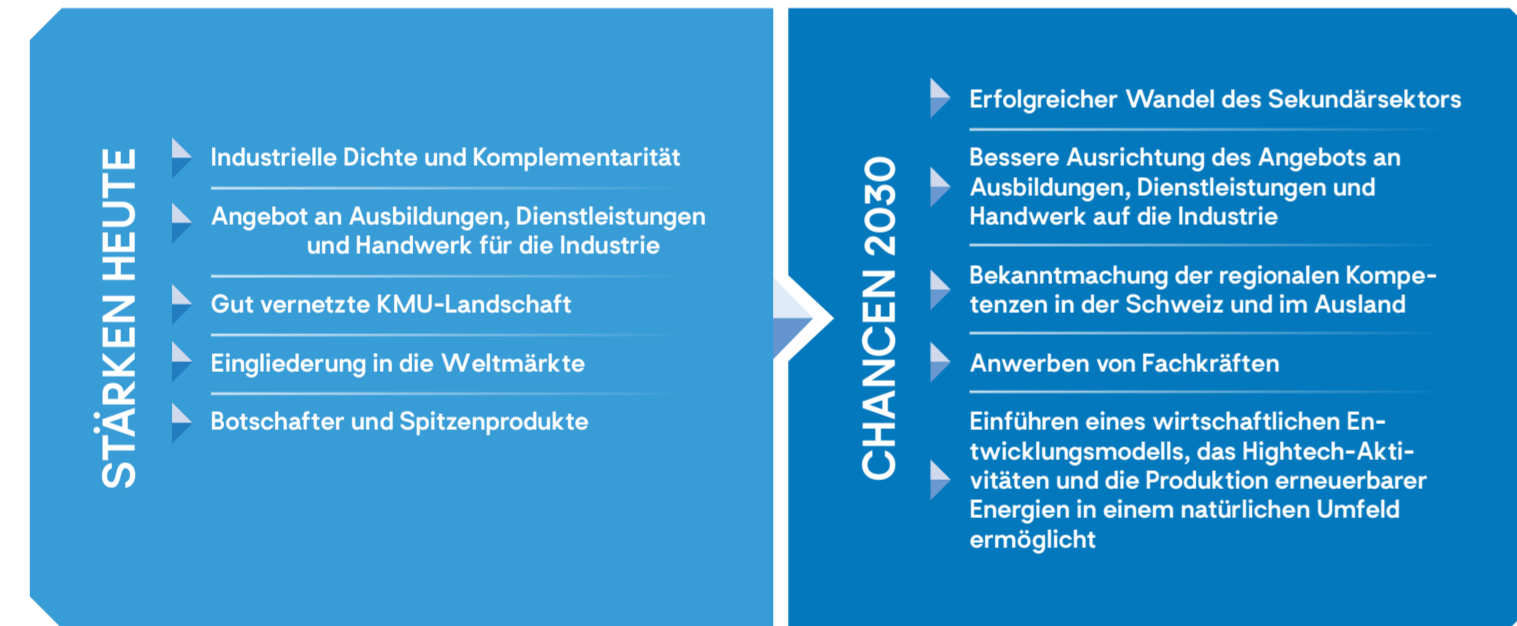 STÄRKEN HEUTE
Industrielle Dichte und Komplementarität
Angebot an Ausbildungen, Dienstleistungen
und Handwerk für die Industrie
Gut vernetzte KMU-Landschaft
Eingliederung in die Weltmärkte
Botschafter und Spitzenprodukte
CHANCEN 2030
Erfolgreicher Wandel des Sekundärsektors
Bessere Ausrichtung des Angebots an
Ausbildungen, Dienstleistungen und
Handwerk auf die Industrie
Bekanntmachung der regionalen Kompe-
tenzen in der Schweiz und im Ausland
Anwerben von Fachkräften
Einführen eines wirtschaftlichen En-
twicklungsmodells, das Hightech-Akti-
vitäten und die Produktion erneuerbarer
Energien in einem natürlichen Umfeld
ermöglicht